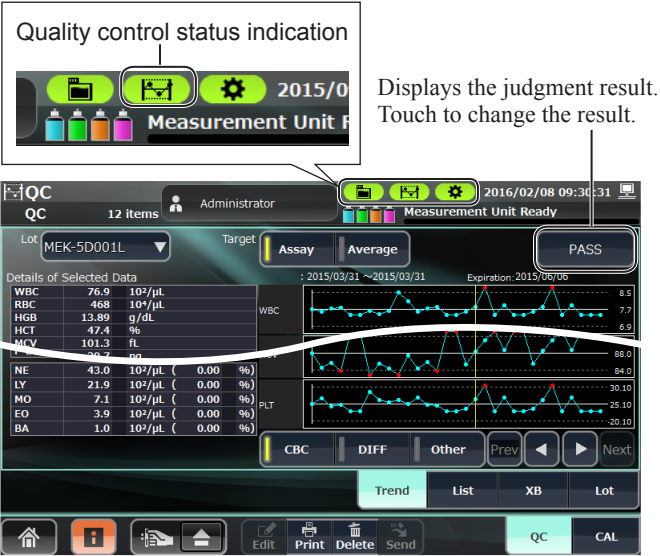 Quality control status indication
2015/0
Measurement Unit R
Displays the judgment result.
Touch to change the result.
QC
QC 12 items
Administrator
2016/02/08 09:30:31
Measurement Unit Ready
Lot MEK-5D001L
Target Assay Average
PASS
Details of Selected Data
: 2015/03/31 ~2015/03/31 Expiration:2015/06/06
WBC 76.9 10²/µL
RBC 468 10⁴/µL
HGB 13.89 g/dL
HCT 47.4 %
MCV 101.3 fL
WBC
8.5
7.7
6.9
NE 43.0 10²/µL ( 0.00 %)
LY 21.9 10²/µL ( 0.00 %)
MO 7.1 10²/µL ( 0.00 %)
EO 3.9 10²/µL ( 0.00 %)
BA 1.0 10²/µL ( 0.00 %)
88.0
84.0
PLT
30.10
25.10
20.10
CBC DIFF Other Prev Next
Trend List XB Lot
Edit Print Delete Send
QC CAL